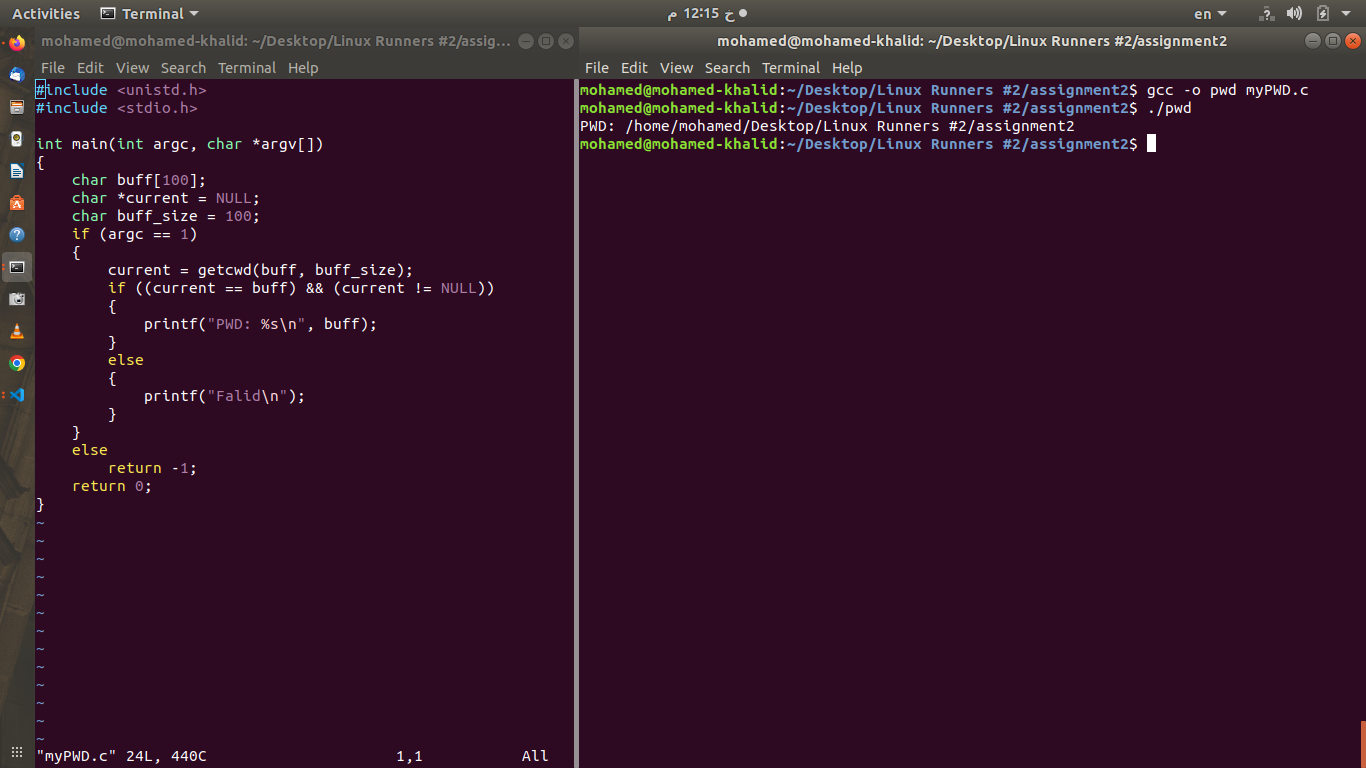 Activities Terminal خ 12:15 م en
mohamed@mohamed-khalid: ~/Desktop/Linux Runners #2/assig...
File Edit View Search Terminal Help
#include <unistd.h>
#include <stdio.h>
int main(int argc, char *argv[])
{
    char buff[100];
    char *current = NULL;
    char buff_size = 100;
    if (argc == 1)
    {
        current = getcwd(buff, buff_size);
        if ((current == buff) && (current != NULL))
        {
            printf("PWD: %s\n", buff);
        }
        else
        {
            printf("Falid\n");
        }
    }
    else
        return -1;
    return 0;
}
~
~
~
~
~
~
~
~
~
~
~
~
~
"myPWD.c" 24L, 440C 1,1 All
mohamed@mohamed-khalid: ~/Desktop/Linux Runners #2/assignment2
File Edit View Search Terminal Help
mohamed@mohamed-khalid:~/Desktop/Linux Runners #2/assignment2$ gcc -o pwd myPWD.c
mohamed@mohamed-khalid:~/Desktop/Linux Runners #2/assignment2$ ./pwd
PWD: /home/mohamed/Desktop/Linux Runners #2/assignment2
mohamed@mohamed-khalid:~/Desktop/Linux Runners #2/assignment2$